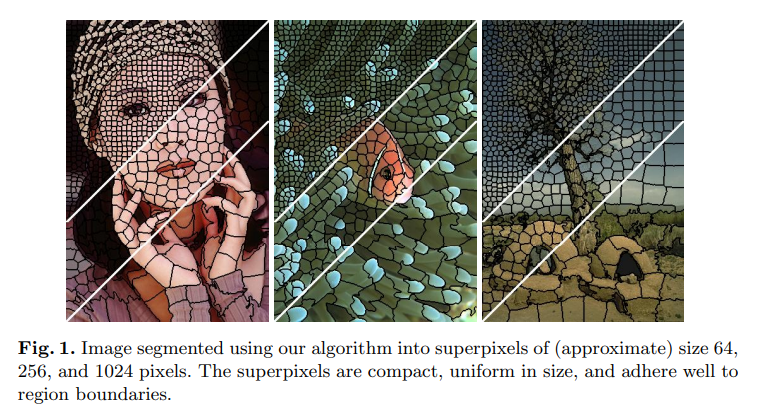 Fig. 1. Image segmented using our algorithm into superpixels of (approximate) size 64,
256, and 1024 pixels. The superpixels are compact, uniform in size, and adhere well to
region boundaries.